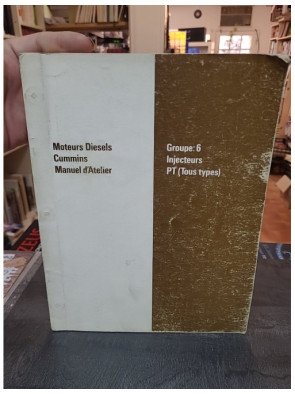 Moteurs Diesels
Cummins
Manuel d'Atelier
Groupe: 6
Injecteurs
PT (Tous types)